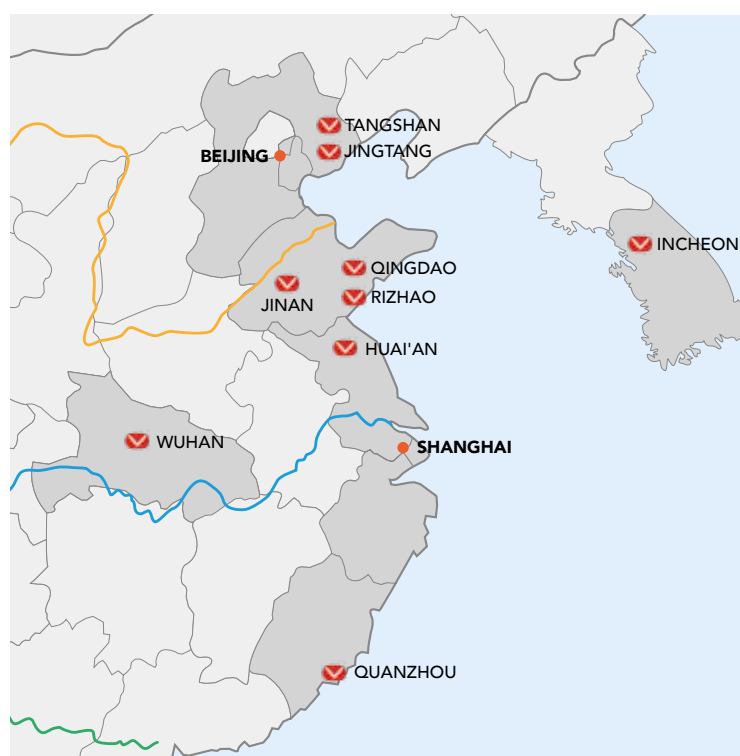 TANGSHAN
BEIJING
JINGTANG
INCHEON
QINGDAO
JINAN
RIZHAO
HUAI'AN
WUHAN
SHANGHAI
QUANZHOU